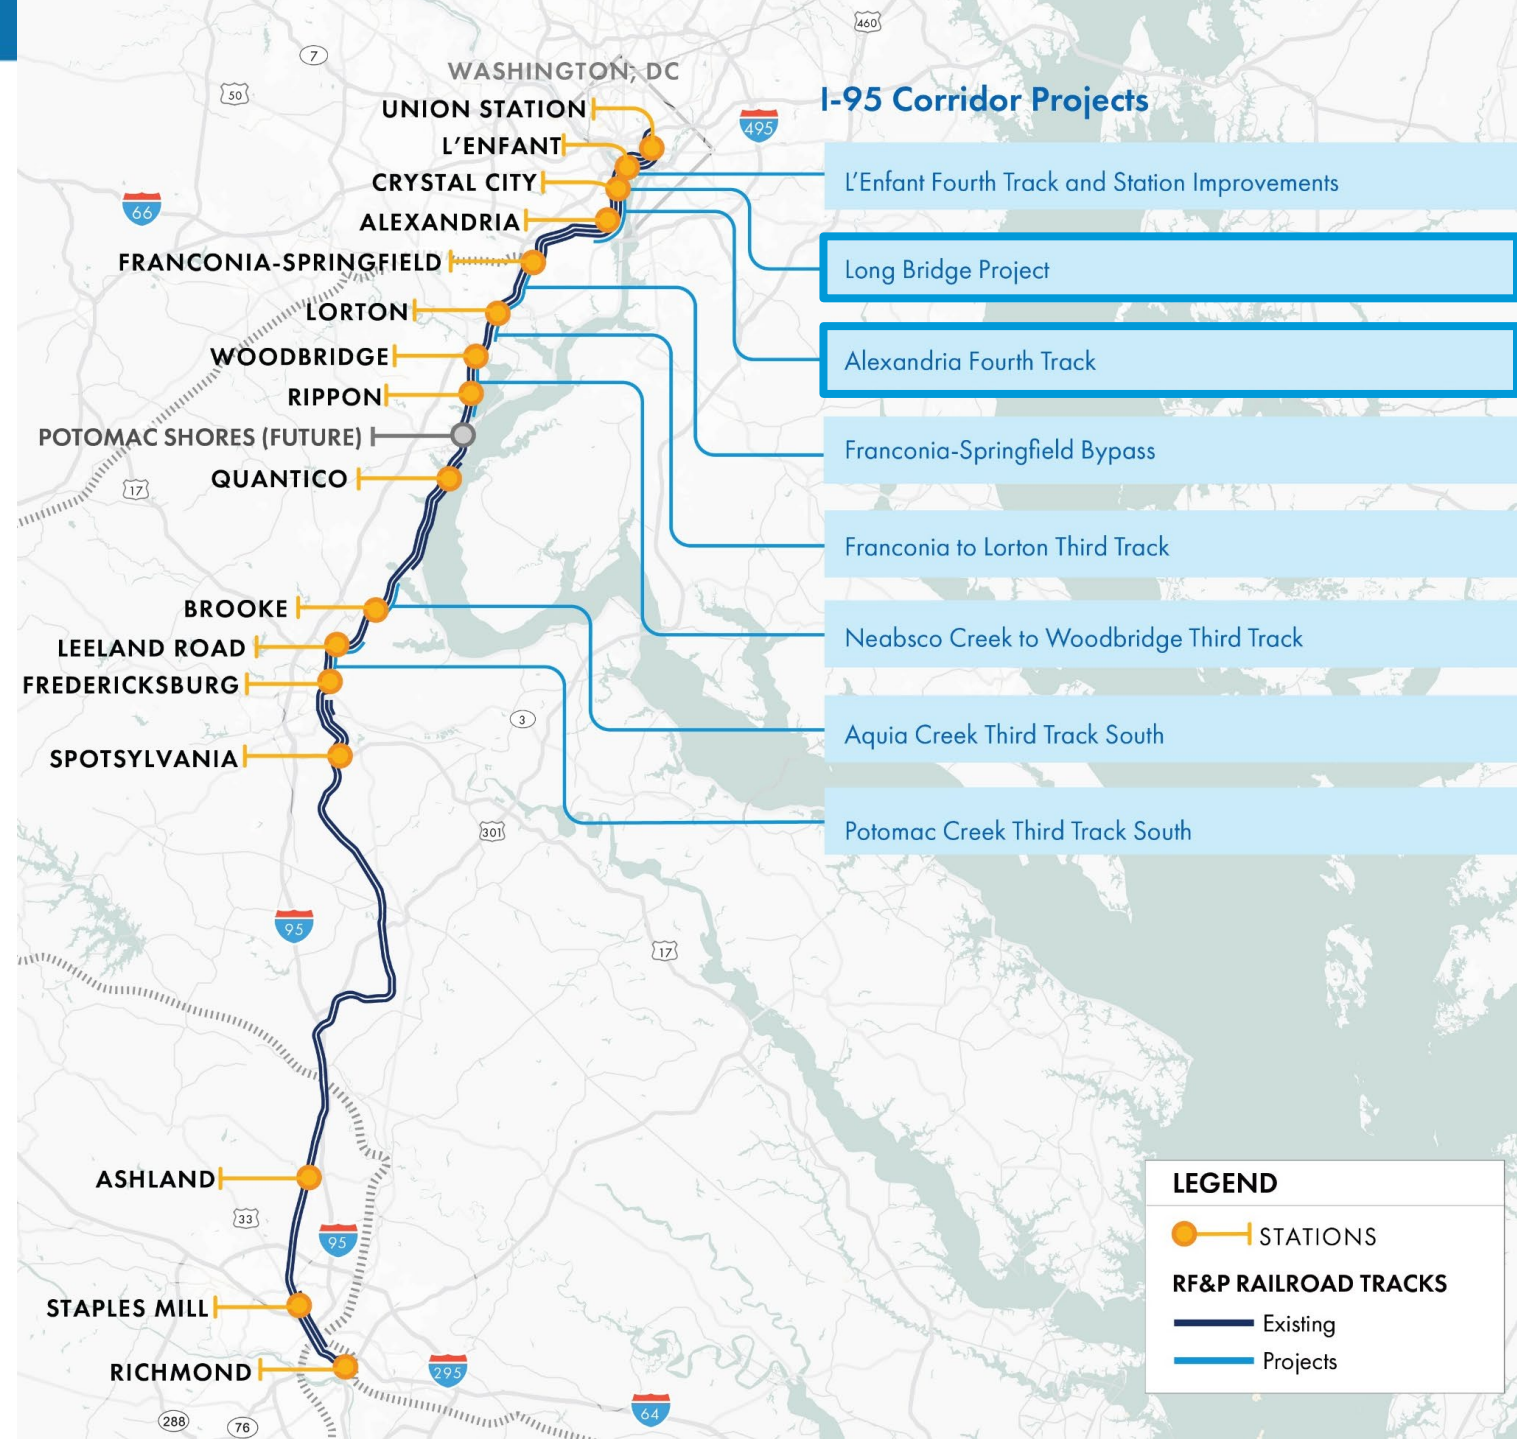 460
7
WASHINGTON, DC
50
UNION STATION
I-95 Corridor Projects
495
L'ENFANT
CRYSTAL CITY
L'Enfant Fourth Track and Station Improvements
66
ALEXANDRIA
FRANCONIA-SPRINGFIELD
Long Bridge Project
LORTON
WOODBRIDGE
Alexandria Fourth Track
RIPPON
POTOMAC SHORES (FUTURE)
Franconia-Springfield Bypass
QUANTICO
17
Franconia to Lorton Third Track
BROOKE
Neabsco Creek to Woodbridge Third Track
LEELAND ROAD
FREDERICKSBURG
3
Aquia Creek Third Track South
SPOTSYLVANIA
301
Potomac Creek Third Track South
95
17
ASHLAND
LEGEND
33
95
STATIONS
RF&P RAILROAD TRACKS
STAPLES MILL
Existing
Projects
RICHMOND
295
64
288
76